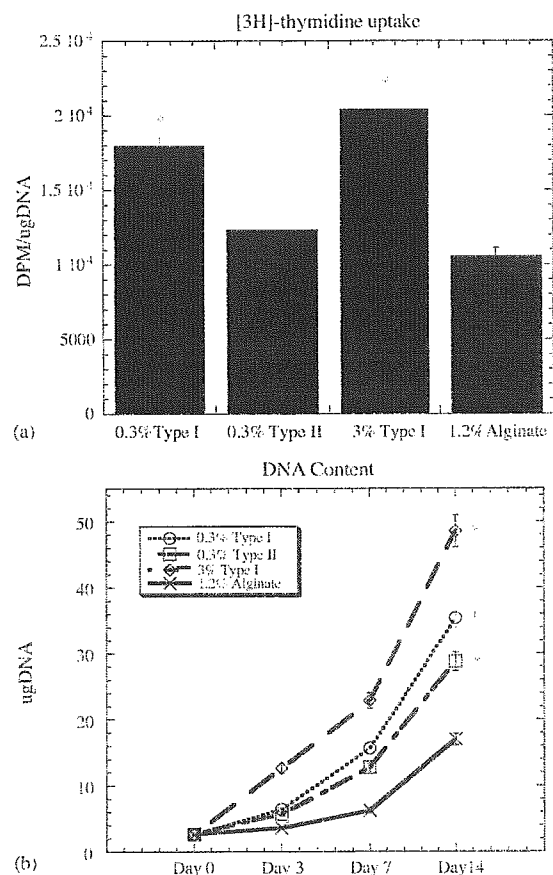 [3H]-thymidine uptake
2.5 10⁴
2 10⁴
1.5 10⁴
1 10⁴
5000
0
DPM/ugDNA
(a)
0.3% Type I
0.3% Type II
3% Type I
1.2% Alginate
DNA Content
50
40
30
20
10
0
ugDNA
0.3% Type I
0.3% Type II
3% Type I
1.2% Alginate
(b)
Day 0
Day 3
Day 7
Day14